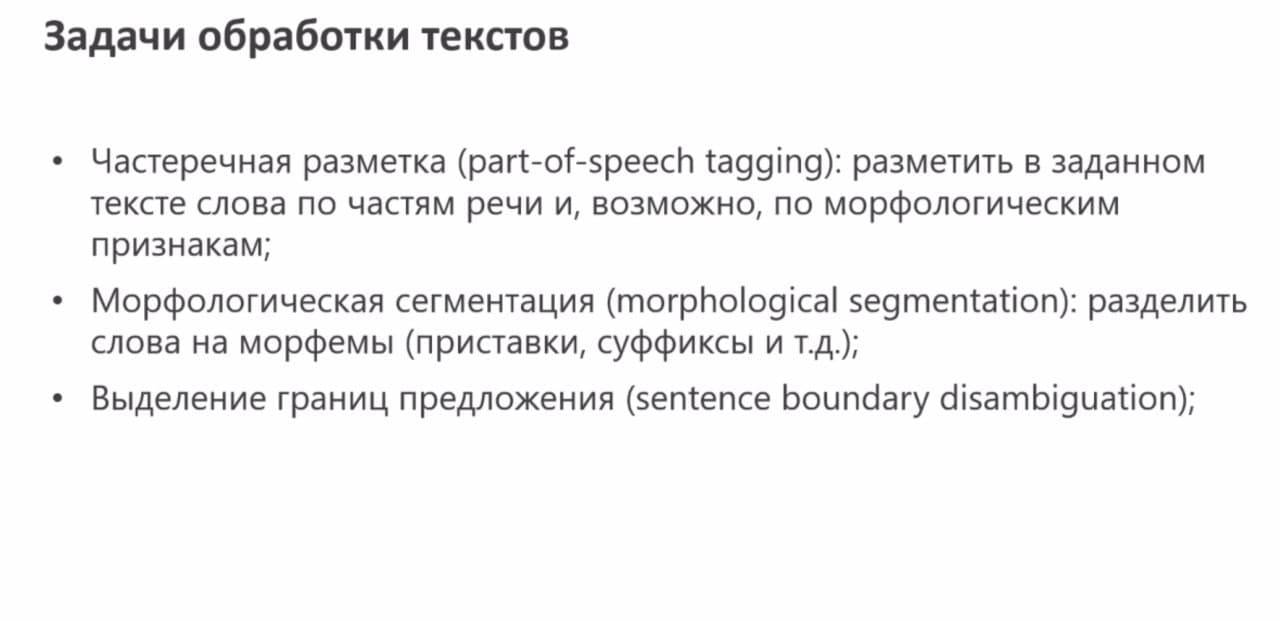 Задачи обработки текстов
• Частеречная разметка (part-of-speech tagging): разметить в заданном
тексте слова по частям речи и, возможно, по морфологическим
признакам;
• Морфологическая сегментация (morphological segmentation): разделить
слова на морфемы (приставки, суффиксы и т.д.);
• Выделение границ предложения (sentence boundary disambiguation);